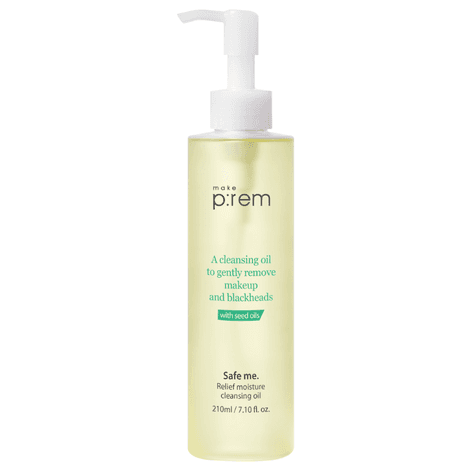 make
p:rem
A cleansing oil
to gently remove
makeup
and blackheads
with seed oils
Safe me.
Relief moisture
cleansing oil
210ml / 7.10 fl. oz.